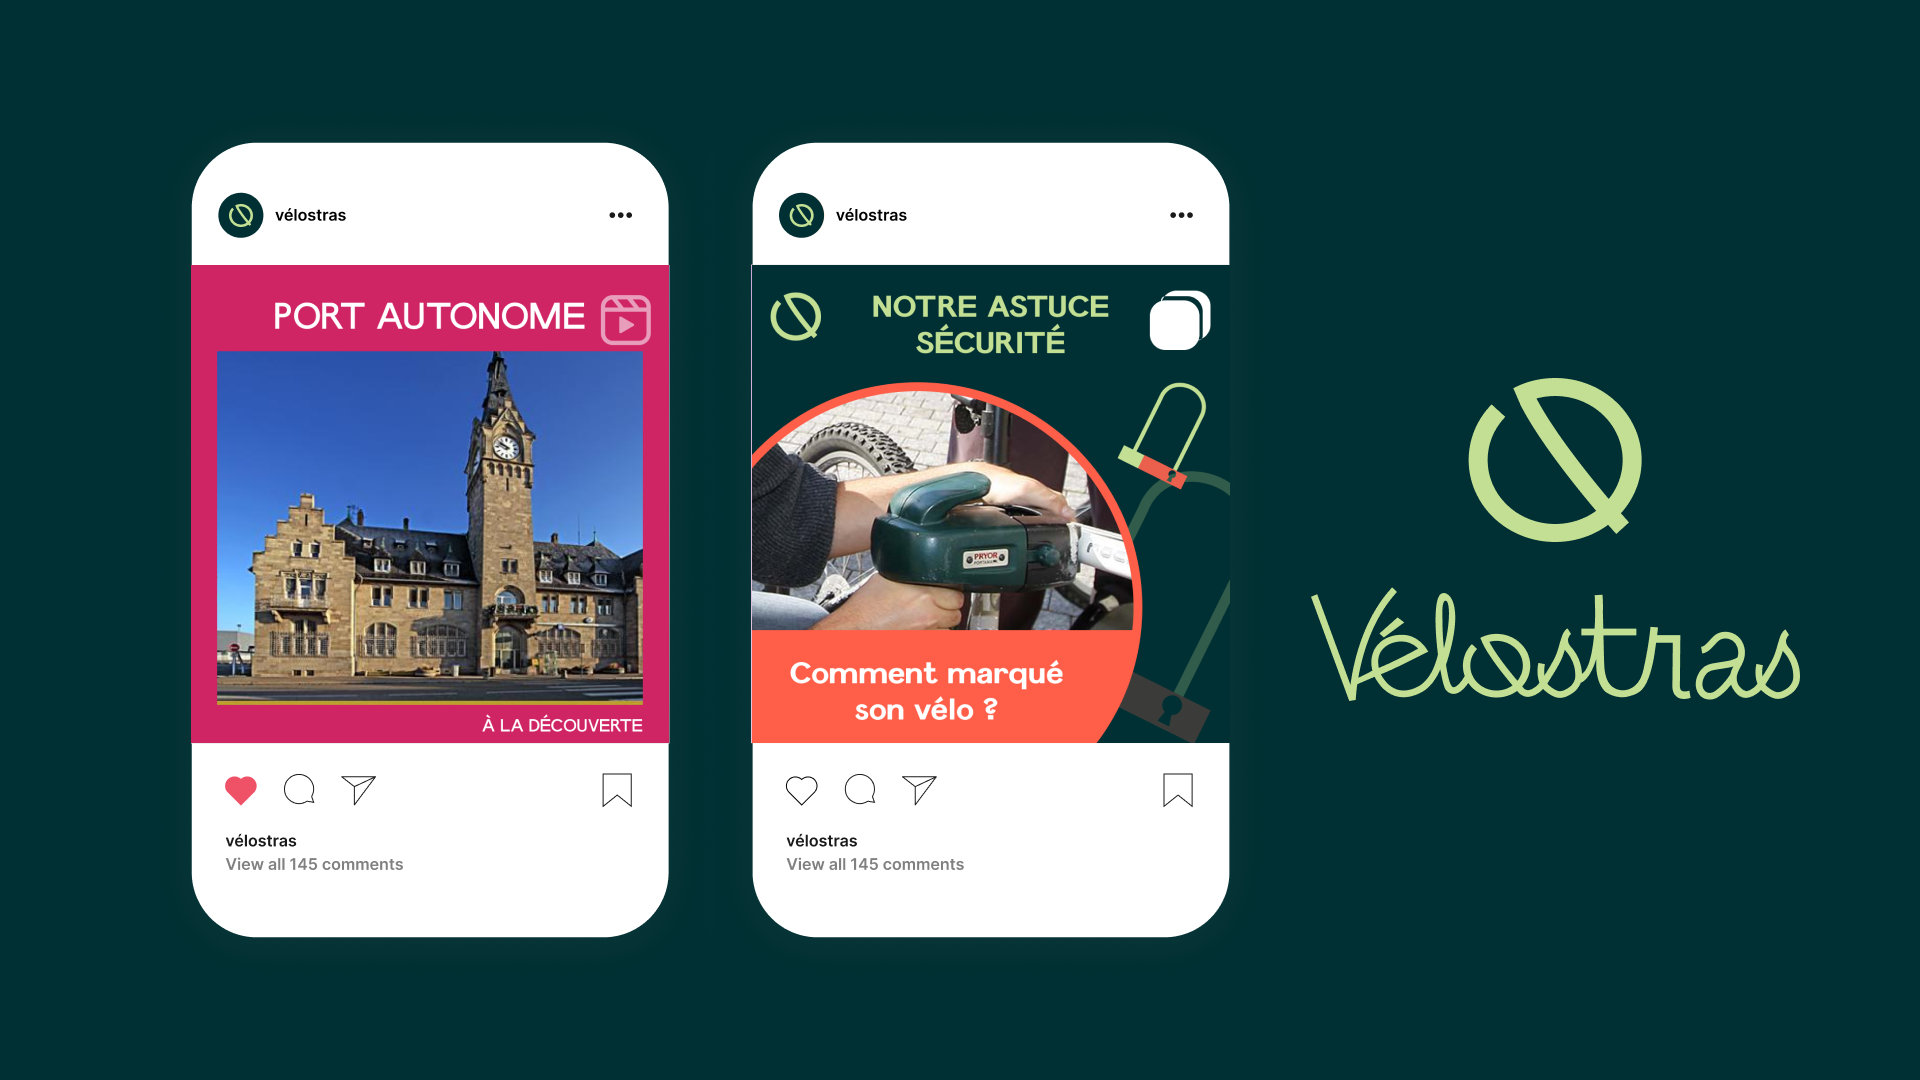 vélostras
PORT AUTONOME
À LA DÉCOUVERTE
vélostras
View all 145 comments
vélostras
NOTRE ASTUCE
SÉCURITÉ
PRYOR
Comment marqué
son vélo ?
vélostras
View all 145 comments
Vélostras